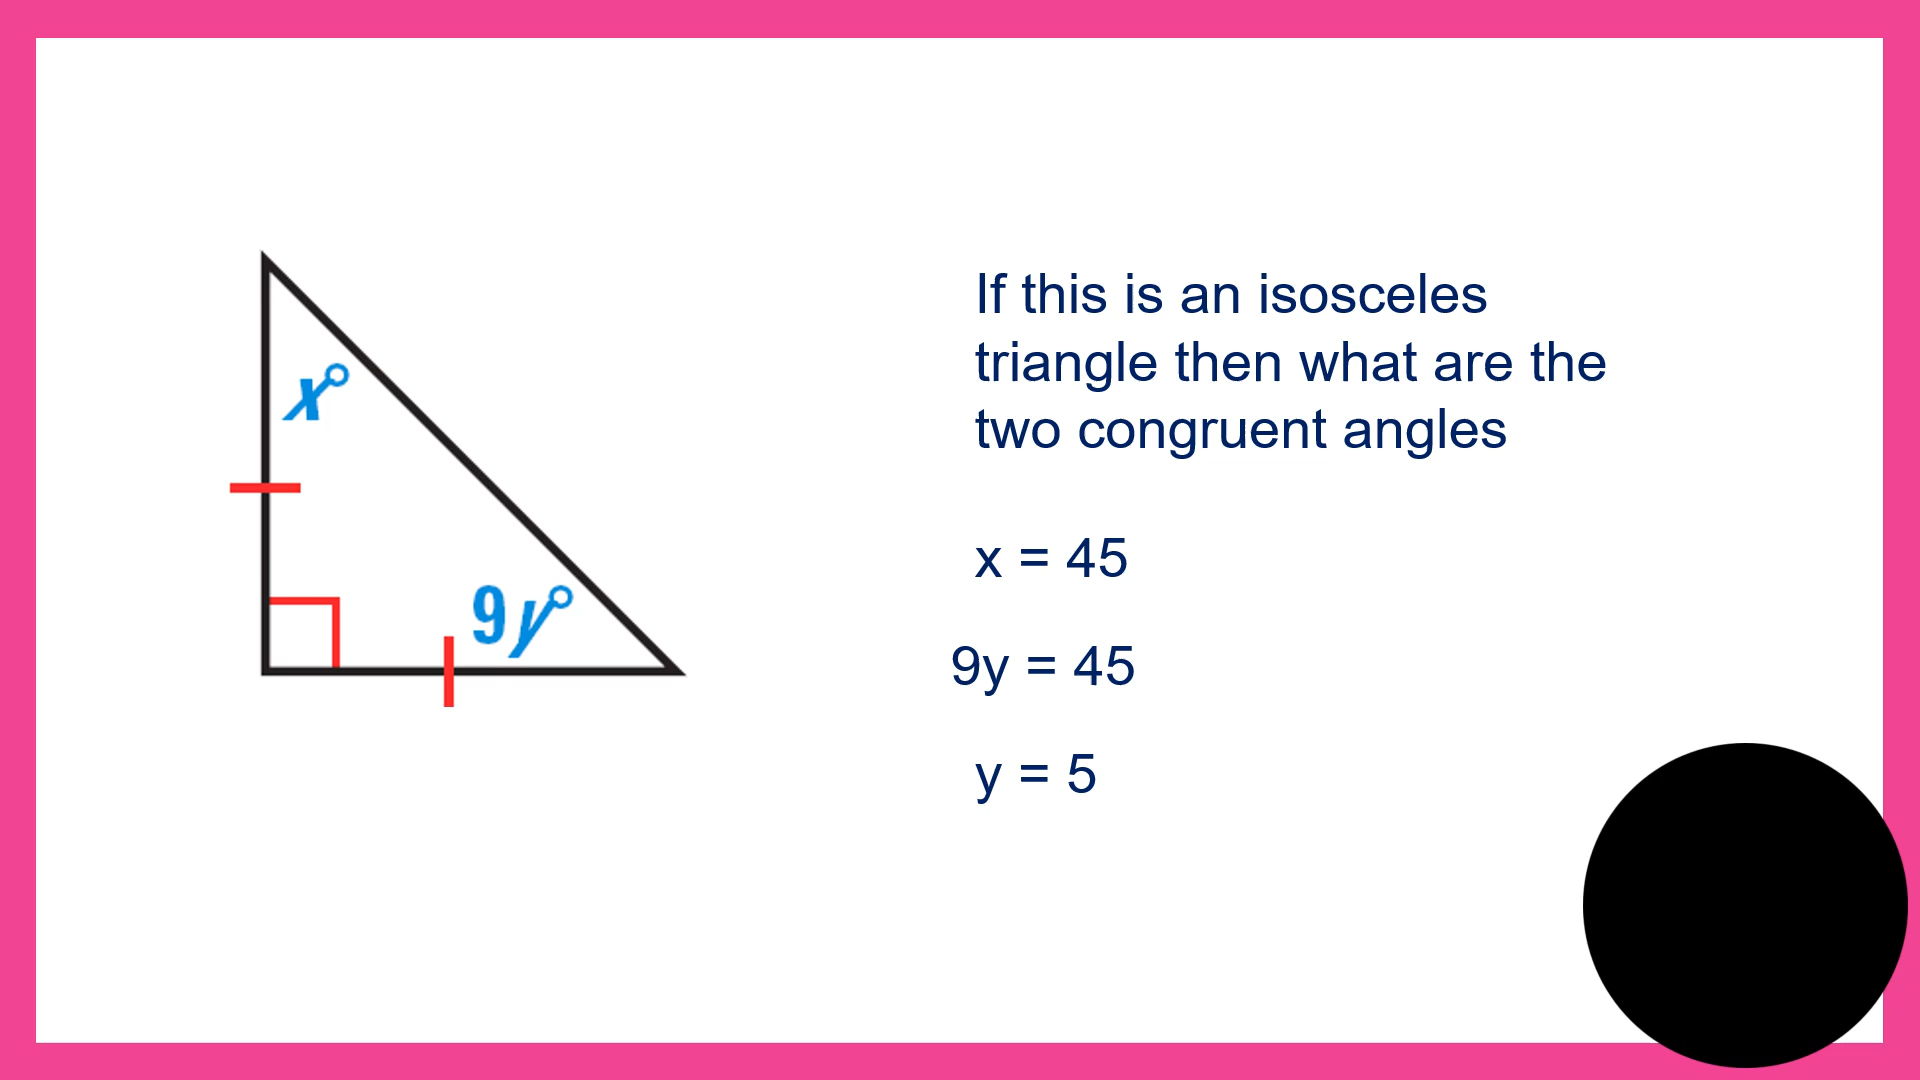 If this is an isosceles
triangle then what are the
two congruent angles
x°
x = 45
9y°
9y = 45
y = 5